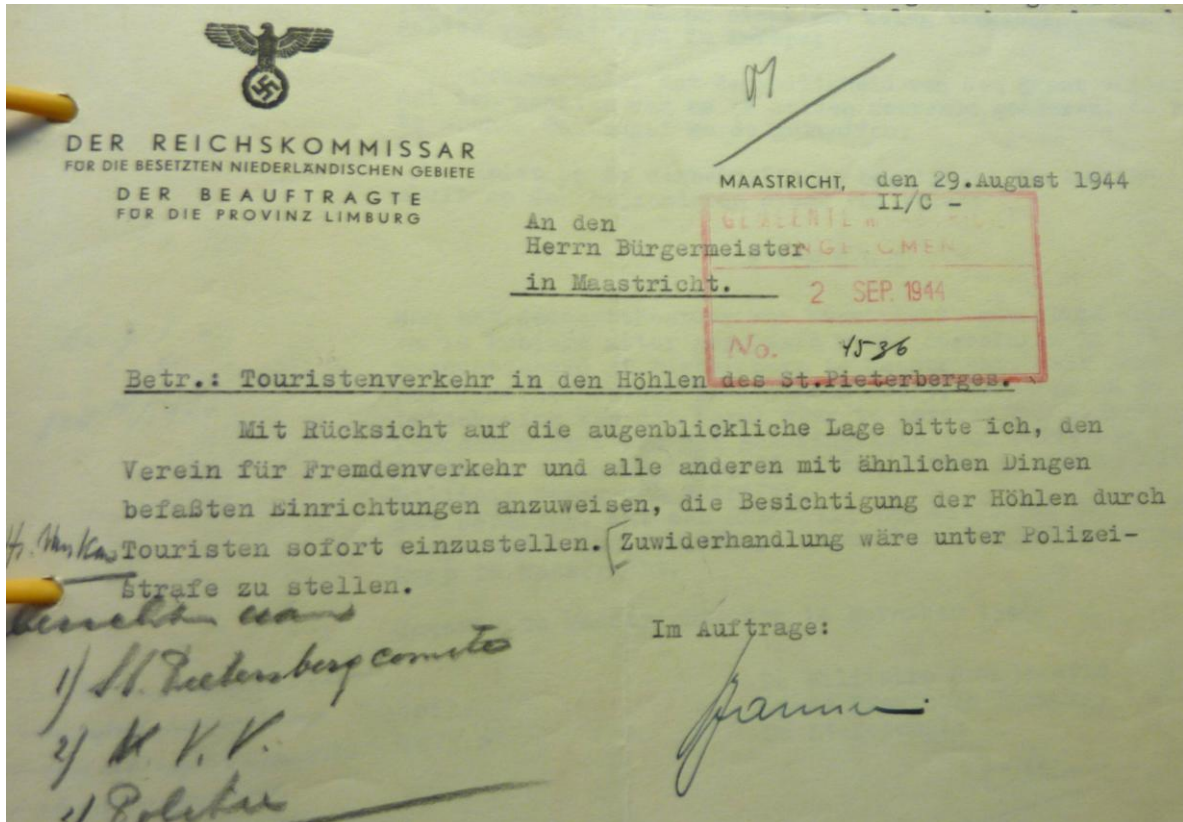 DER REICHSKOMMISSAR
FÜR DIE BESETZTEN NIEDERLÄNDISCHEN GEBIETE
DER BEAUFTRAGTE
FÜR DIE PROVINZ LIMBURG
MAASTRICHT, den 29.August 1944
II/C -
An den
Herrn Bürgermeister
in Maastricht.
GEMEENTE
INGEKOMEN
2 SEP. 1944
No. 4536
Betr.: Touristenverkehr in den Höhlen des St.Pieterberges.
Mit Rücksicht auf die augenblickliche Lage bitte ich, den
Verein für Fremdenverkehr und alle anderen mit ähnlichen Dingen
befaßten Einrichtungen anzuweisen, die Besichtigung der Höhlen durch
Touristen sofort einzustellen. Zuwiderhandlung wäre unter Polizei-
strafe zu stellen.
Im Auftrage:
1) St. Pietersbergcomité
2) V. V. V.
Politie